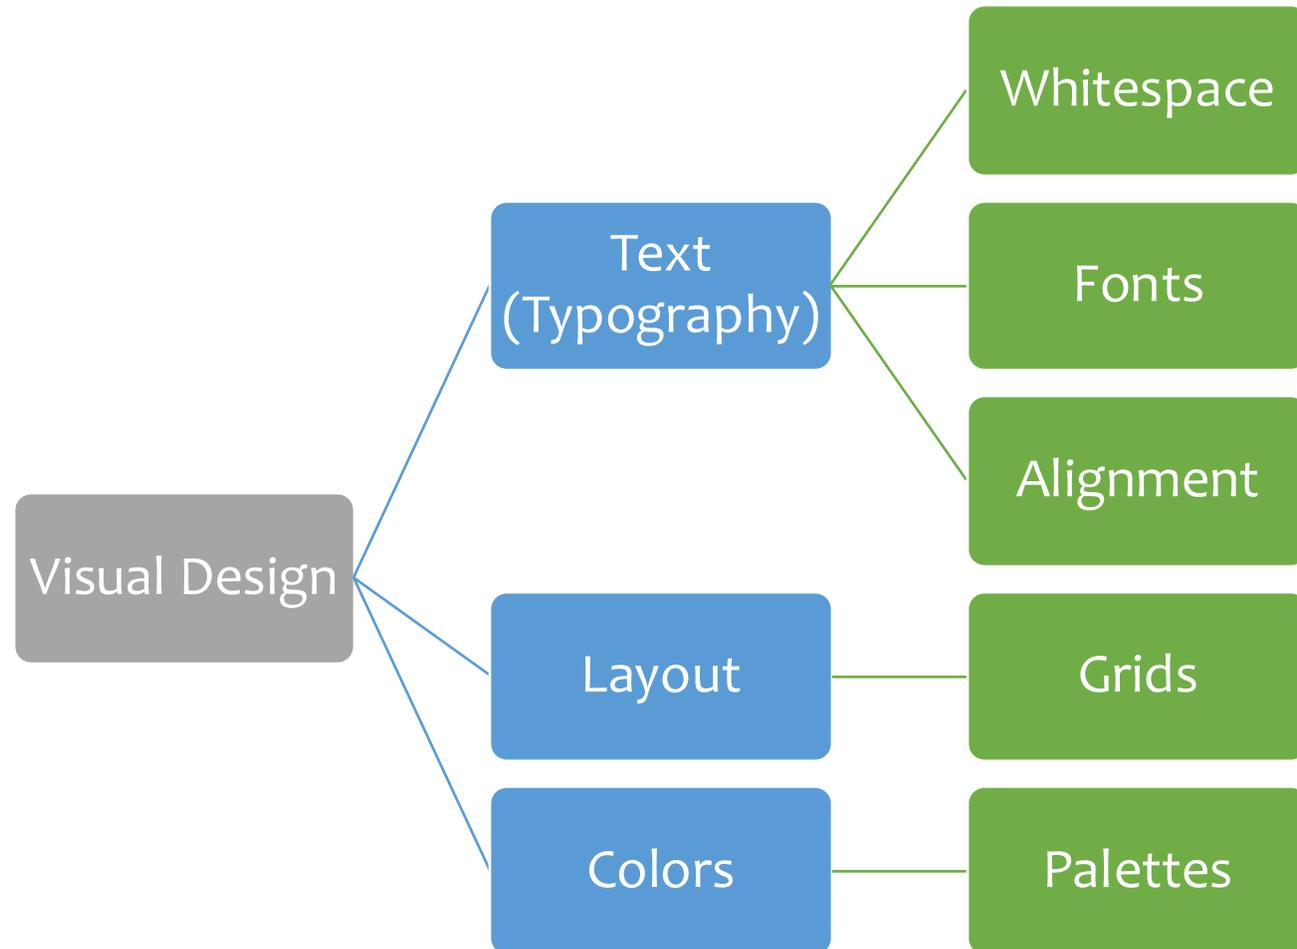 Visual Design
Text
(Typography)
Whitespace
Fonts
Alignment
Layout
Grids
Colors
Palettes